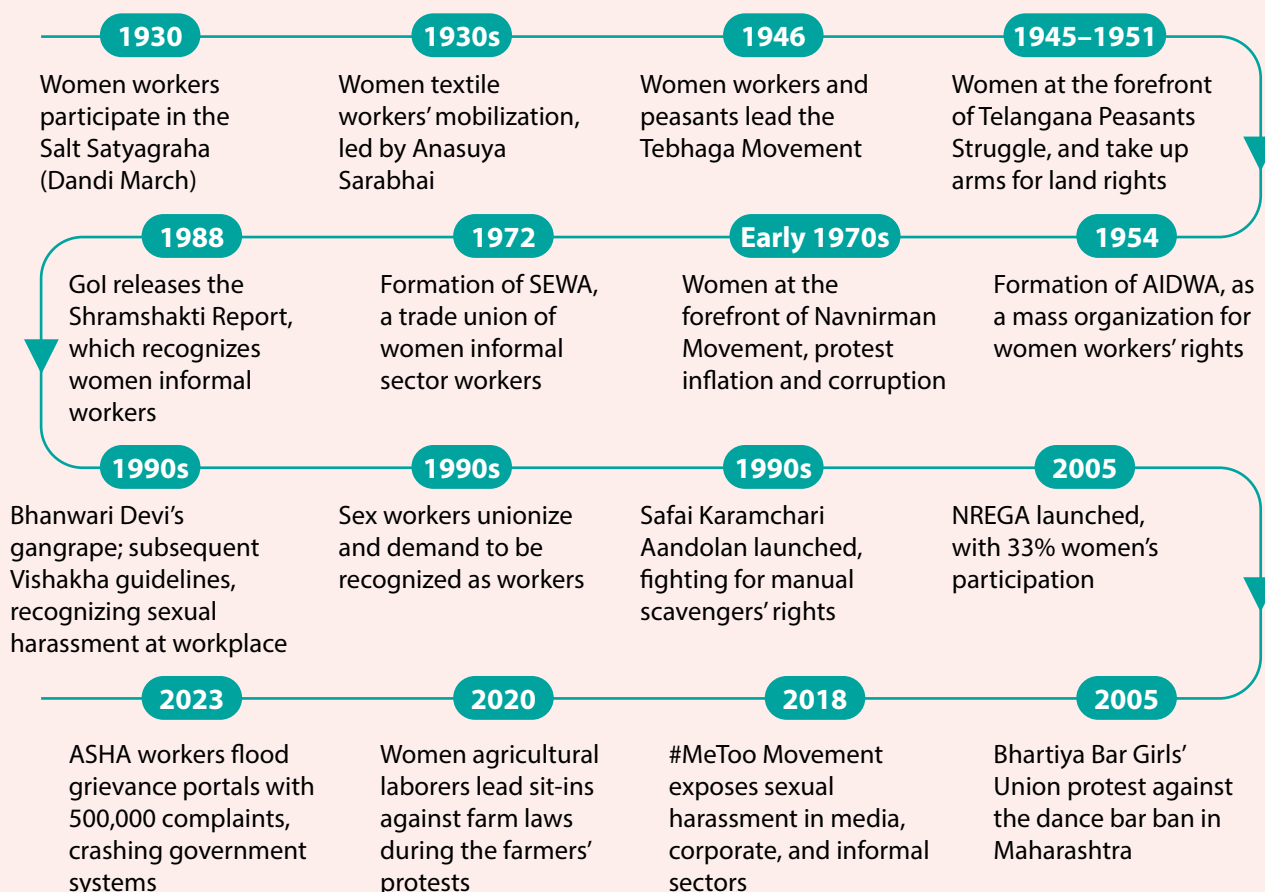 1930
Women workers
participate in the
Salt Satyagraha
(Dandi March)
1930s
Women textile
workers’ mobilization,
led by Anasuya
Sarabhai
1946
Women workers and
peasants lead the
Tebhaga Movement
1945–1951
Women at the forefront
of Telangana Peasants
Struggle, and take up
arms for land rights
1954
Formation of AIDWA, as
a mass organization for
women workers’ rights
Early 1970s
Women at the
forefront of Navnirman
Movement, protest
inflation and corruption
1972
Formation of SEWA,
a trade union of
women informal
sector workers
1988
GoI releases the
Shramshakti Report,
which recognizes
women informal
workers
1990s
Bhanwari Devi’s
gangrape; subsequent
Vishakha guidelines,
recognizing sexual
harassment at workplace
1990s
Sex workers unionize
and demand to be
recognized as workers
1990s
Safai Karamchari
Aandolan launched,
fighting for manual
scavengers’ rights
2005
NREGA launched,
with 33% women’s
participation
2005
Bhartiya Bar Girls’
Union protest against
the dance bar ban in
Maharashtra
2018
#MeToo Movement
exposes sexual
harassment in media,
corporate, and informal
sectors
2020
Women agricultural
laborers lead sit-ins
against farm laws
during the farmers’
protests
2023
ASHA workers flood
grievance portals with
500,000 complaints,
crashing government
systems